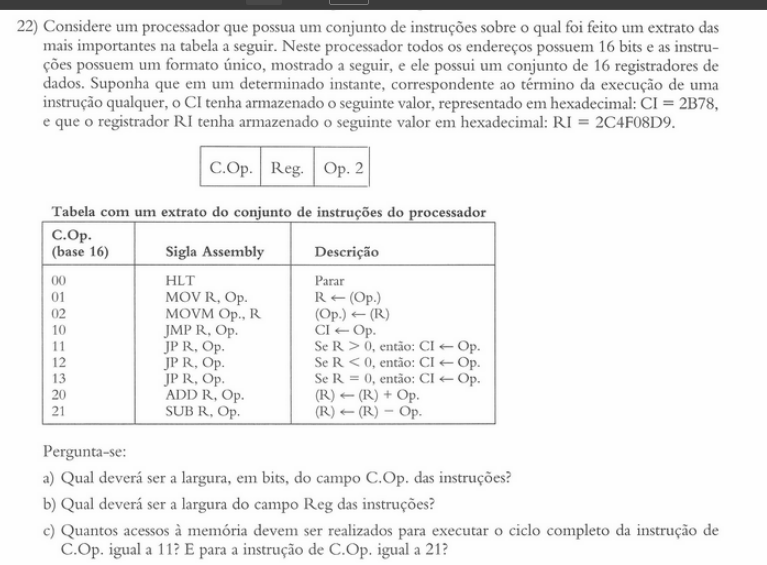 22) Considere um processador que possua um conjunto de instruções sobre o qual foi feito um extrato das
mais importantes na tabela a seguir. Neste processador todos os endereços possuem 16 bits e as instru-
ções possuem um formato único, mostrado a seguir, e ele possui um conjunto de 16 registradores de
dados. Suponha que em um determinado instante, correspondente ao término da execução de uma
instrução qualquer, o CI tenha armazenado o seguinte valor, representado em hexadecimal: CI = 2B78,
e que o registrador RI tenha armazenado o seguinte valor em hexadecimal: RI = 2C4F08D9.
C.Op. Reg. Op. 2
Tabela com um extrato do conjunto de instruções do processador
C.Op.
(base 16) Sigla Assembly Descrição
00 HLT Parar
01 MOV R, Op. R ← (Op.)
02 MOVM Op., R (Op.) ← (R)
10 JMP R, Op. CI ← Op.
11 JP R, Op. Se R > 0, então: CI ← Op.
12 JP R, Op. Se R < 0, então: CI ← Op.
13 JP R, Op. Se R = 0, então: CI ← Op.
20 ADD R, Op. (R) ← (R) + Op.
21 SUB R, Op. (R) ← (R) − Op.
Pergunta-se:
a) Qual deverá ser a largura, em bits, do campo C.Op. das instruções?
b) Qual deverá ser a largura do campo Reg das instruções?
c) Quantos acessos à memória devem ser realizados para executar o ciclo completo da instrução de
C.Op. igual a 11? E para a instrução de C.Op. igual a 21?